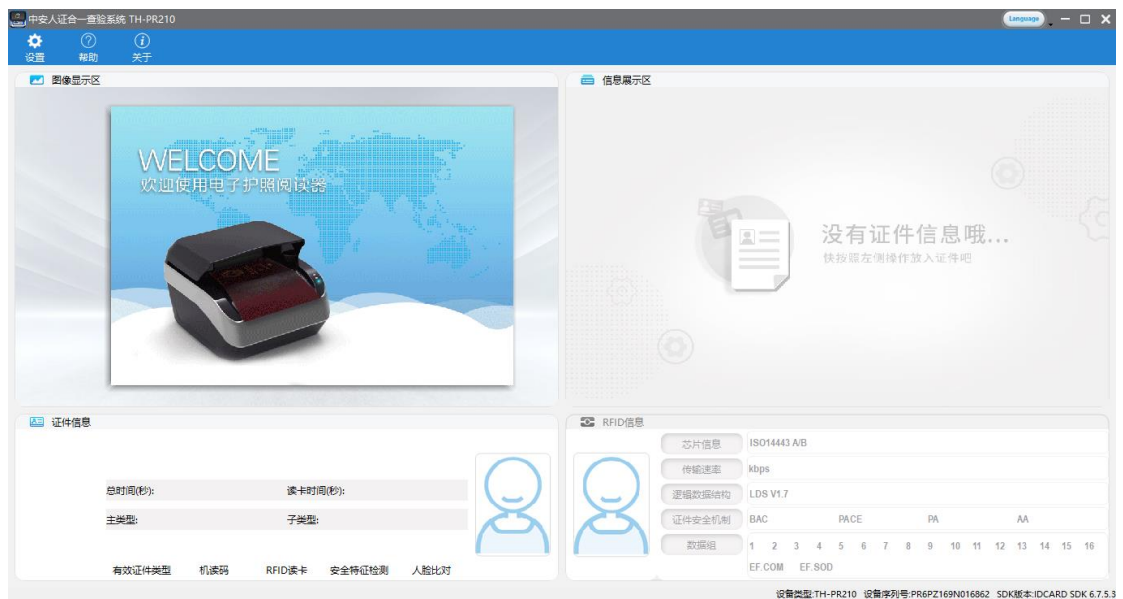 中安人证合一查验系统 TH-PR210
Language
设置 帮助 关于
图像显示区
WELCOME
欢迎使用电子护照阅读器
信息展示区
没有证件信息哦...
快按照左侧操作放入证件吧
证件信息
总时间(秒): 读卡时间(秒):
主类型: 子类型:
有效证件类型 机读码 RFID读卡 安全特征检测 人脸比对
RFID信息
芯片信息 ISO14443 A/B
传输速率 kbps
逻辑数据结构 LDS V1.7
证件安全机制 BAC PACE PA AA
数据组 1 2 3 4 5 6 7 8 9 10 11 12 13 14 15 16
EF.COM EF.SOD
设备类型:TH-PR210 设备序列号:PR6PZ169N016862 SDK版本:IDCARD SDK 6.7.5.3